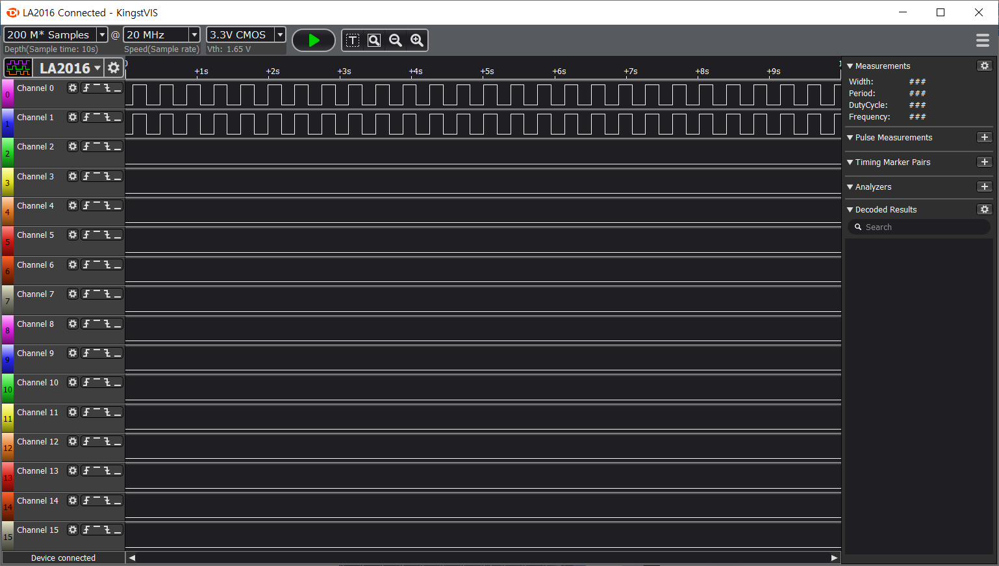 LA2016 Connected - KingstVIS
200 M* Samples @ 20 MHz 3.3V CMOS
Depth(Sample time: 10s) Speed(Sample rate) Vth: 1.65 V
T
LA2016
0 +1s +2s +3s +4s +5s +6s +7s +8s +9s 1
0 Channel 0
1 Channel 1
2 Channel 2
3 Channel 3
4 Channel 4
5 Channel 5
6 Channel 6
7 Channel 7
8 Channel 8
9 Channel 9
10 Channel 10
11 Channel 11
12 Channel 12
13 Channel 13
14 Channel 14
15 Channel 15
Device connected
Measurements
Width: ###
Period: ###
DutyCycle: ###
Frequency: ###
Pulse Measurements
Timing Marker Pairs
Analyzers
Decoded Results
Search